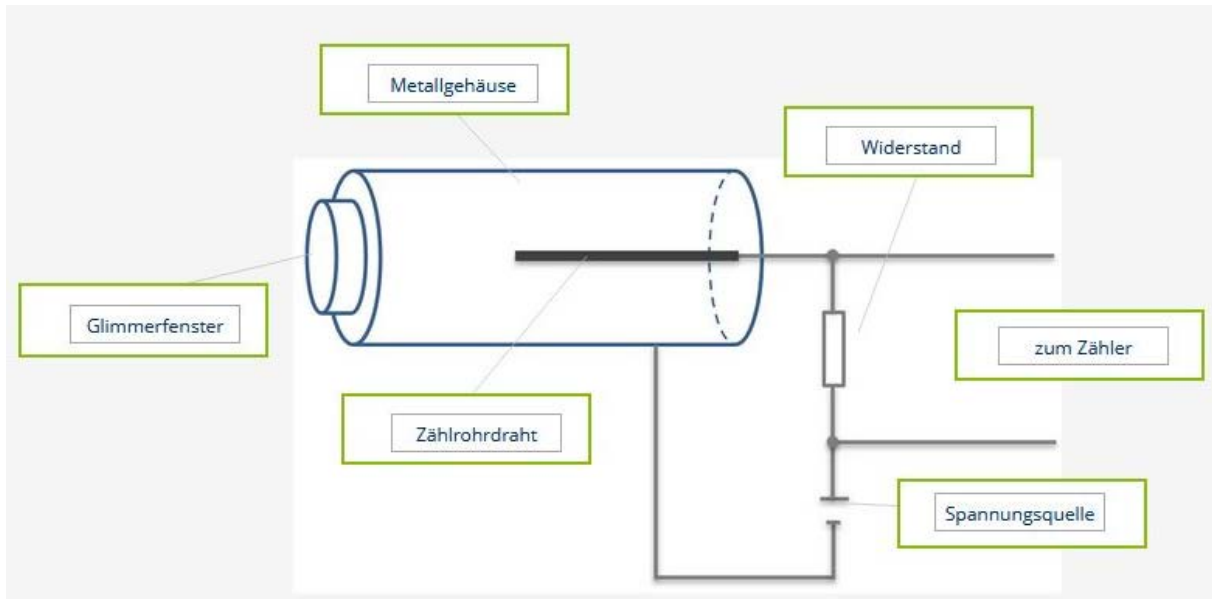 Metallgehäuse
Widerstand
Glimmerfenster
zum Zähler
Zählrohrdraht
Spannungsquelle